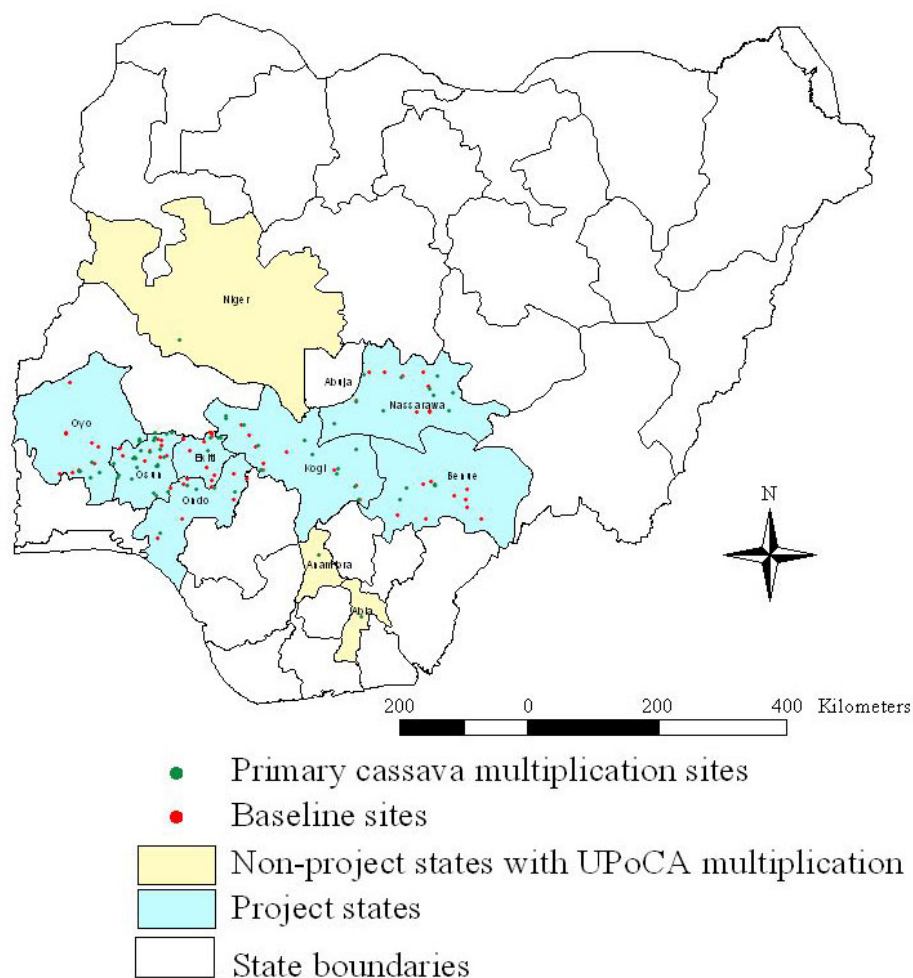 Niger
Abuja
Nassarawa
Oyo
Osun
Ekiti
Kogi
Benue
Ondo
Anambra
Abia
N
200 0 200 400 Kilometers
Primary cassava multiplication sites
Baseline sites
Non-project states with UPoCA multiplication
Project states
State boundaries